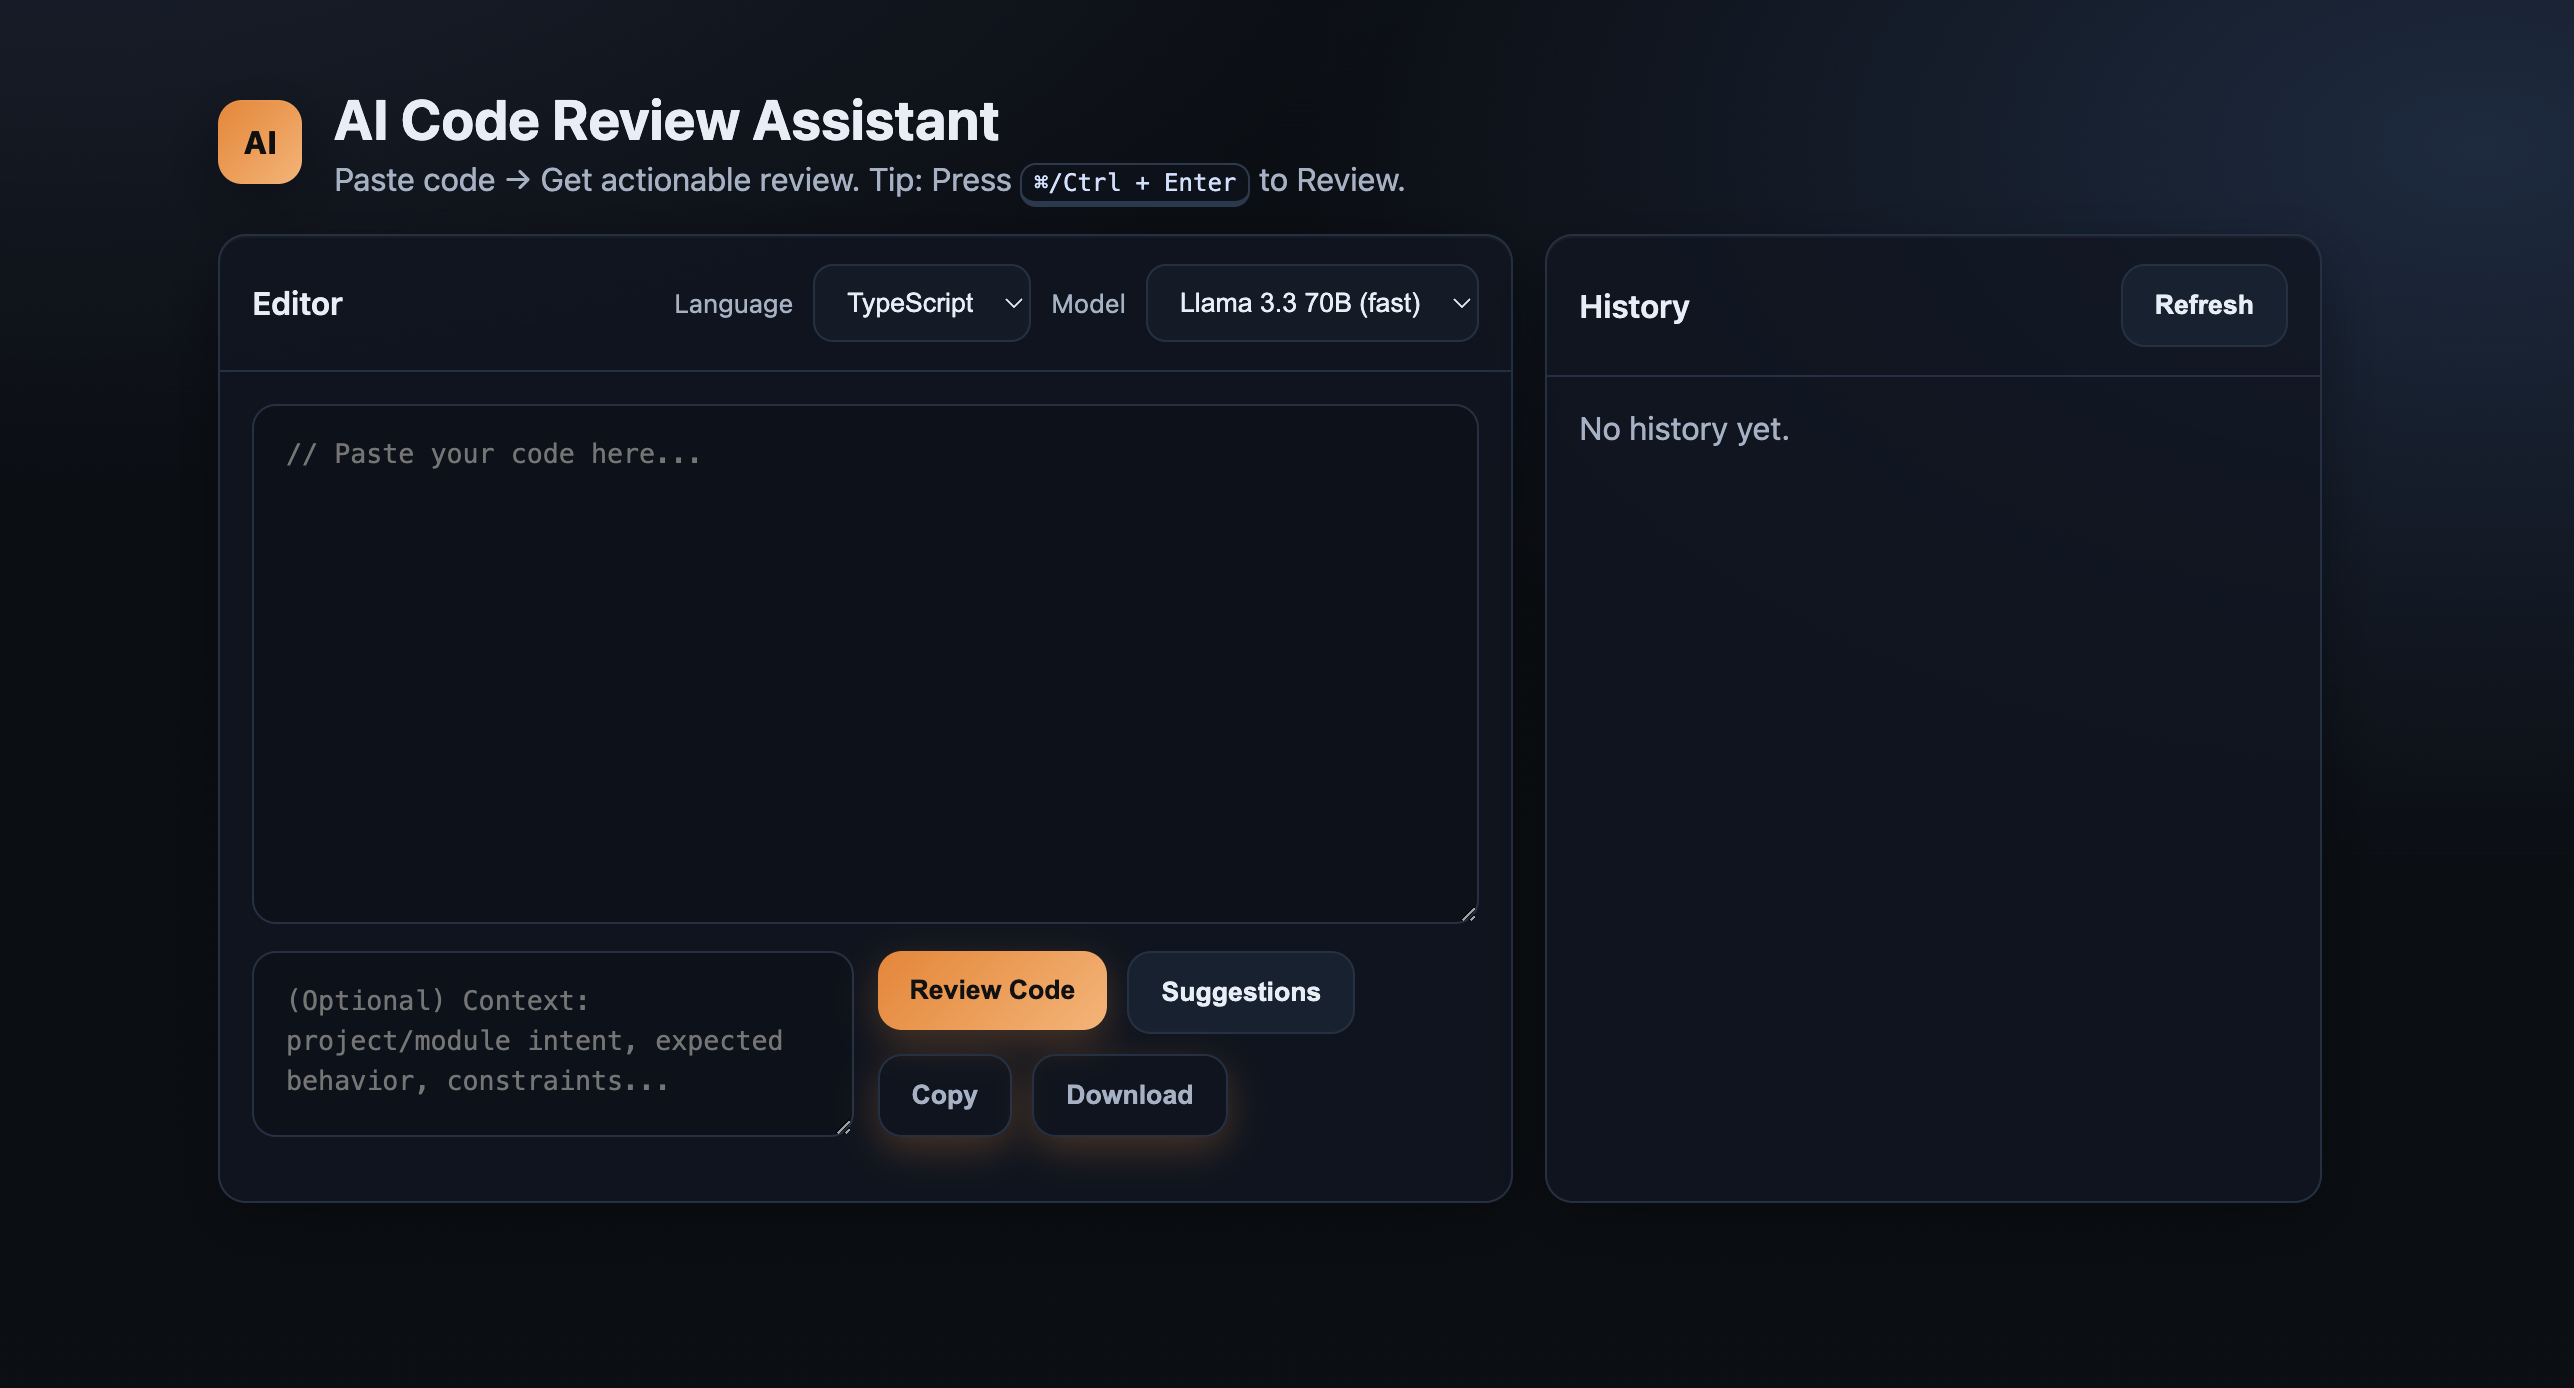 AI
AI Code Review Assistant
Paste code → Get actionable review. Tip: Press ⌘/Ctrl + Enter to Review.
Editor
Language
TypeScript
Model
Llama 3.3 70B (fast)
// Paste your code here...
(Optional) Context:
project/module intent, expected
behavior, constraints...
Review Code
Suggestions
Copy
Download
History
Refresh
No history yet.